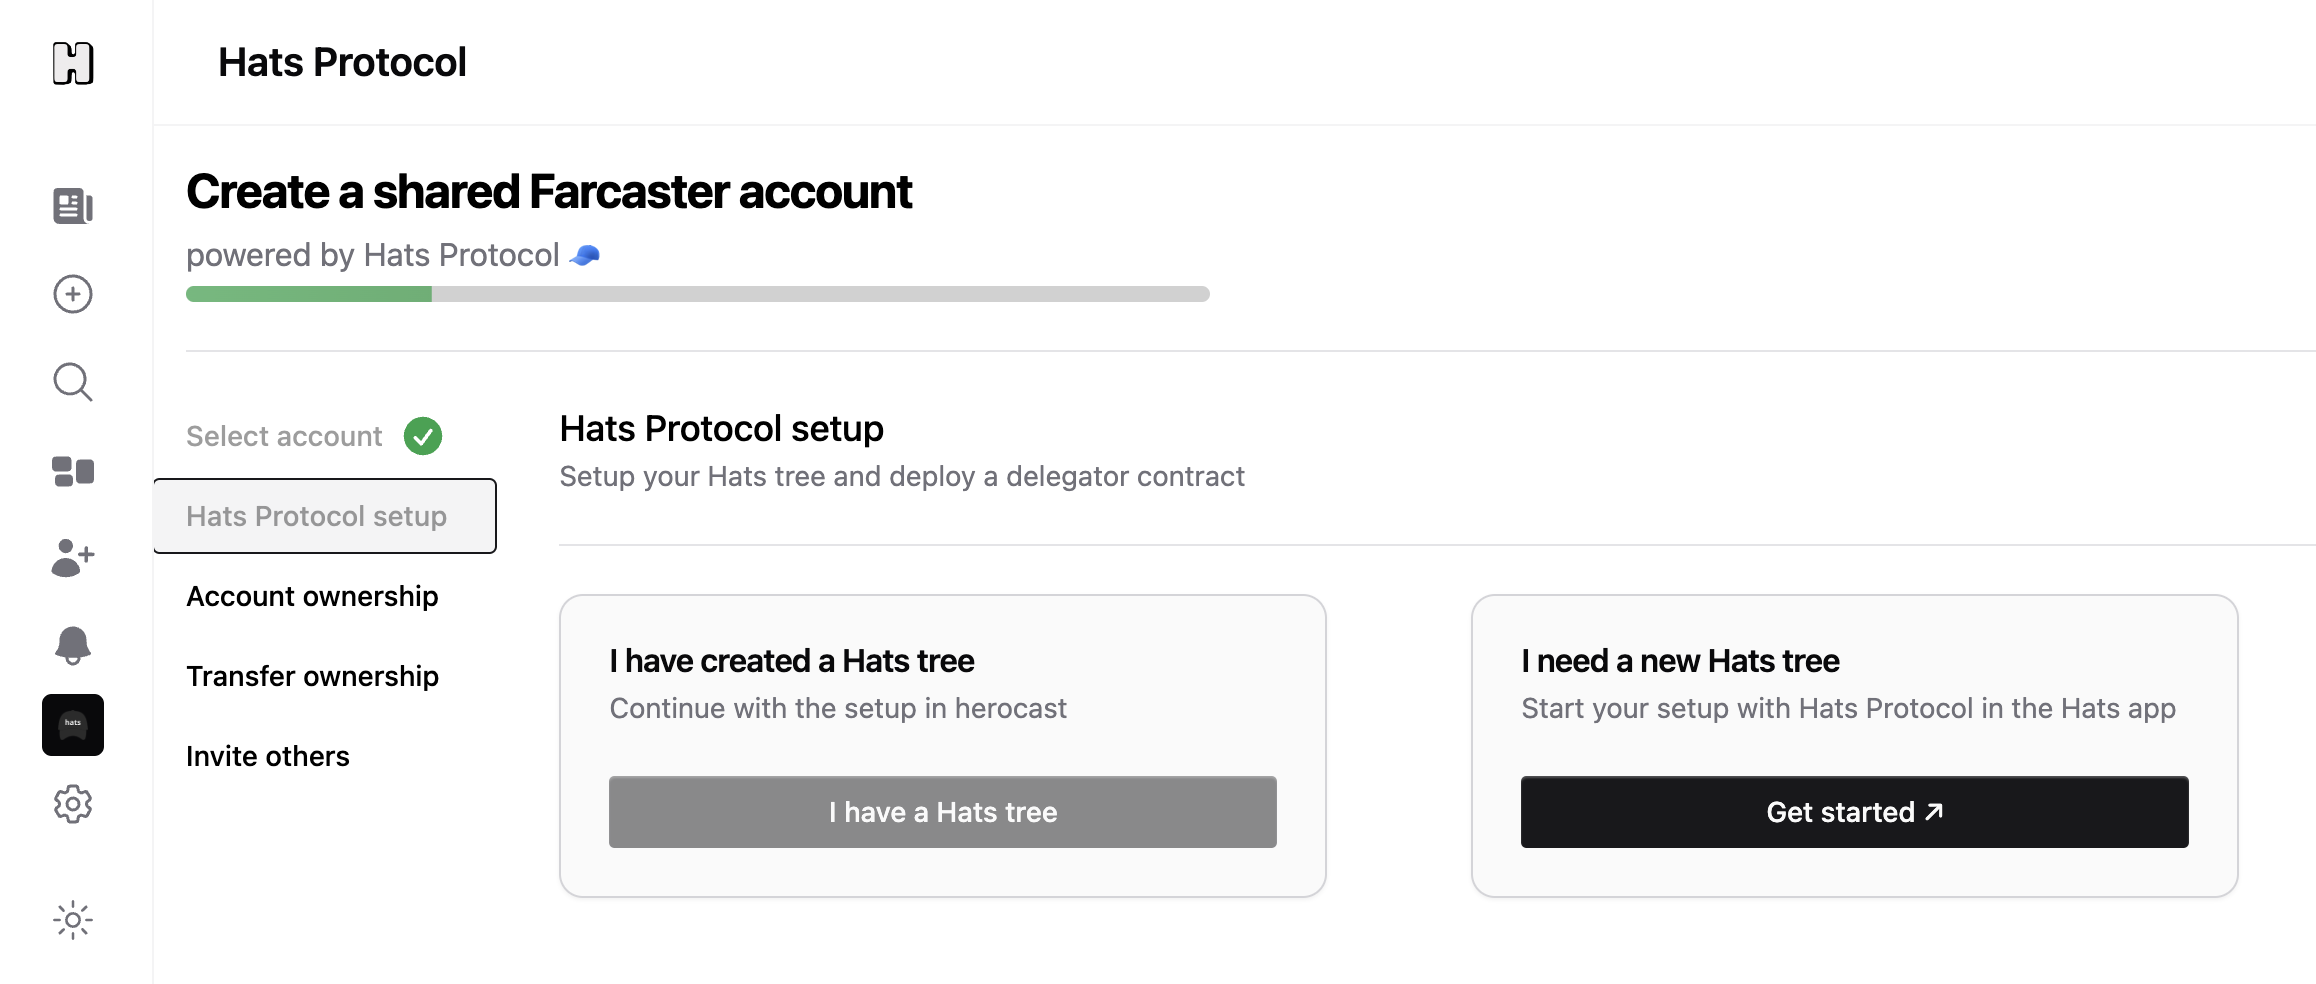 H
Hats Protocol
Create a shared Farcaster account
powered by Hats Protocol 🧢
Select account
Hats Protocol setup
Account ownership
Transfer ownership
Invite others
hats
Hats Protocol setup
Setup your Hats tree and deploy a delegator contract
I have created a Hats tree
Continue with the setup in herocast
I have a Hats tree
I need a new Hats tree
Start your setup with Hats Protocol in the Hats app
Get started ↗